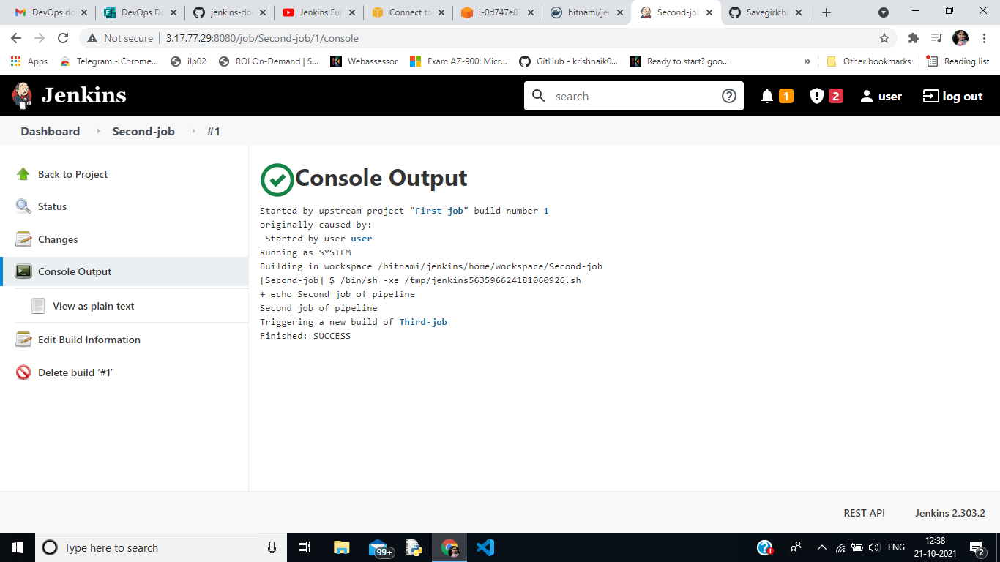 DevOps do
DevOps Do
jenkins-do
Jenkins Ful
Connect to
i-0d747e87
bitnami/jen
Second-job
Savegirlchi
Not secure 3.17.77.29:8080/job/Second-job/1/console
Apps Telegram - Chrome... ilp02 ROI On-Demand | S... Webassessor Exam AZ-900: Micr... GitHub - krishnaik0... Ready to start? goo... » Other bookmarks Reading list
Jenkins
search
1
2
user
log out
Dashboard Second-job #1
Back to Project
Status
Changes
Console Output
View as plain text
Edit Build Information
Delete build ‘#1’
Console Output
Started by upstream project "First-job" build number 1
originally caused by:
Started by user user
Running as SYSTEM
Building in workspace /bitnami/jenkins/home/workspace/Second-job
[Second-job] $ /bin/sh -xe /tmp/jenkins563596624181060926.sh
+ echo Second job of pipeline
Second job of pipeline
Triggering a new build of Third-job
Finished: SUCCESS
REST API Jenkins 2.303.2
Type here to search
99+
ENG
12:38
21-10-2021
2